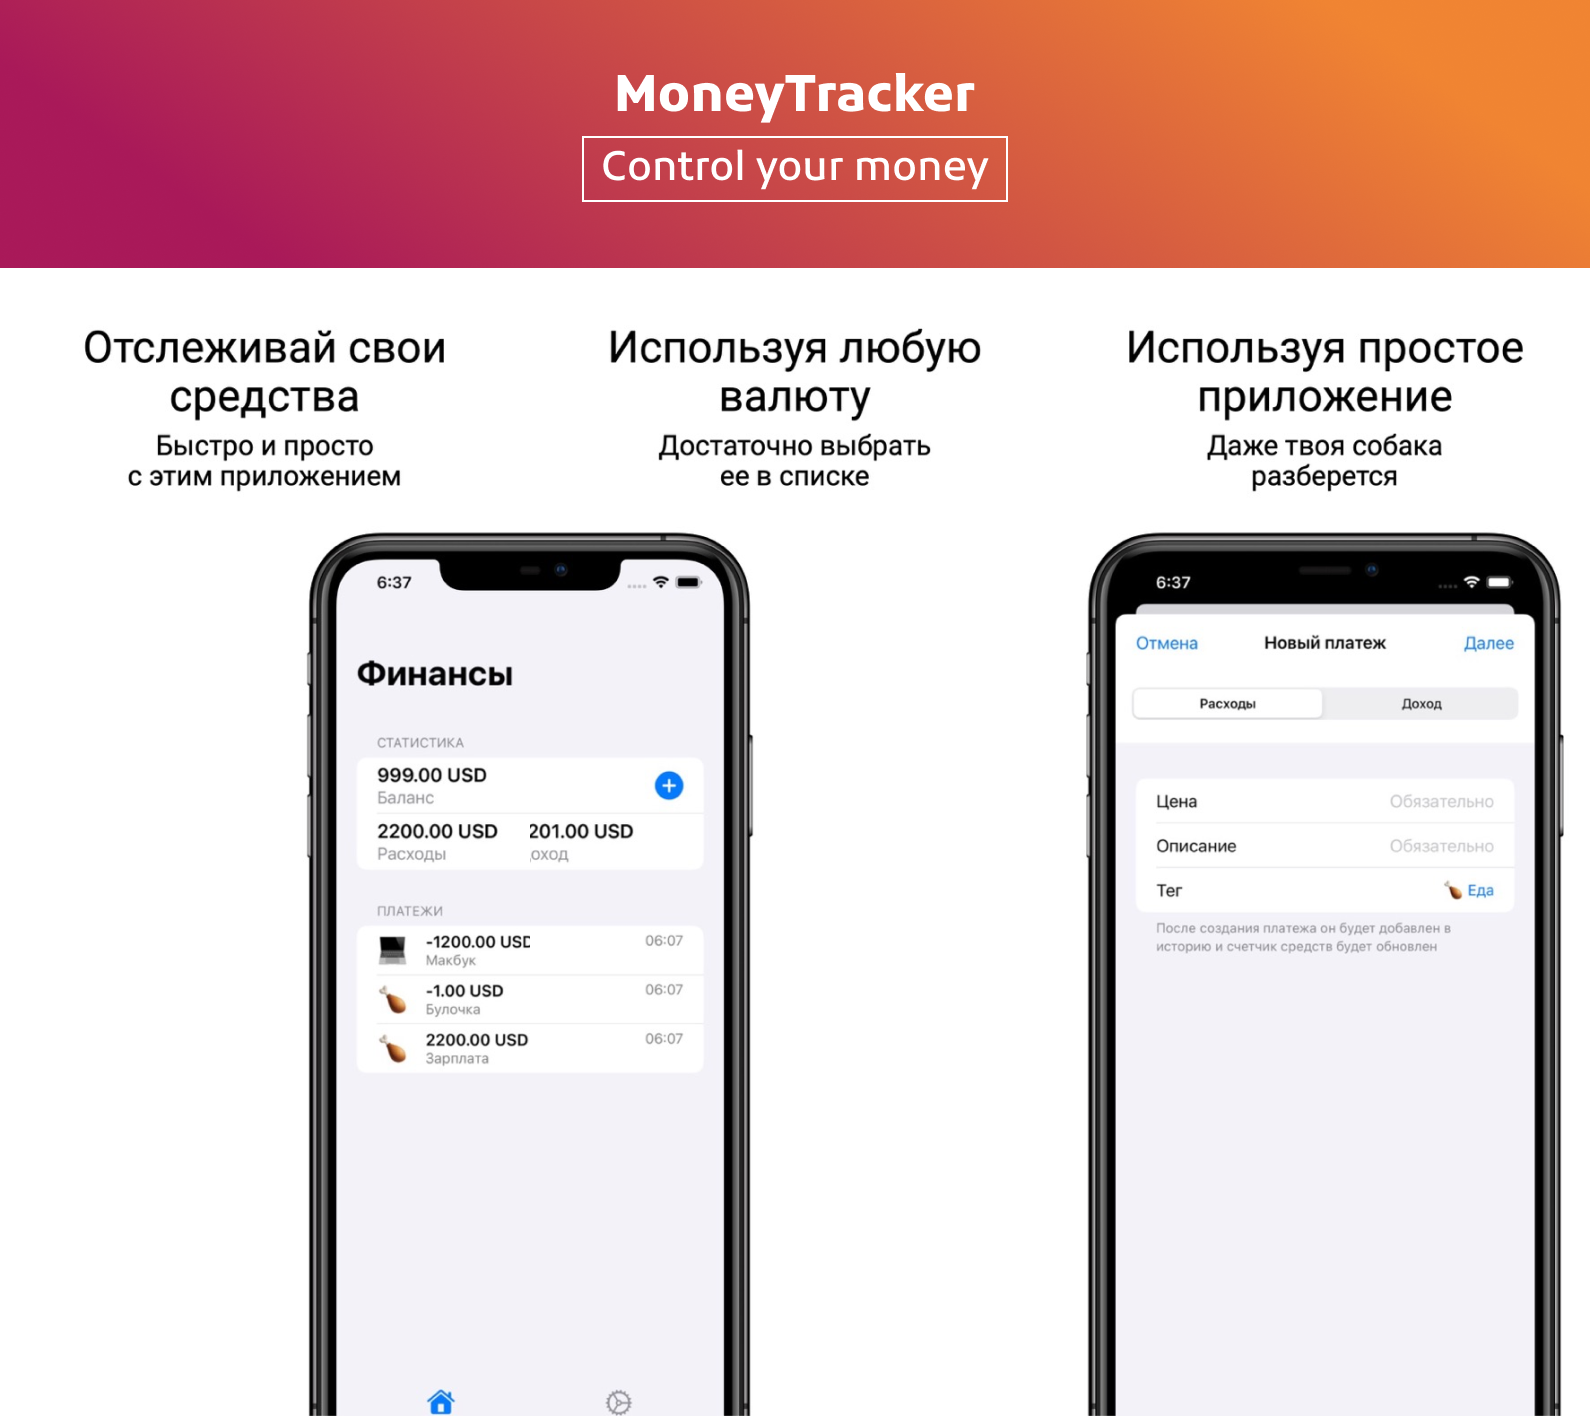 MoneyTracker
Control your money
Отслеживай свои
средства
Быстро и просто
с этим приложением
Используя любую
валюту
Достаточно выбрать
ее в списке
Используя простое
приложение
Даже твоя собака
разберется
6:37
Финансы
СТАТИСТИКА
999.00 USD
Баланс
2200.00 USD 201.00 USD
Расходы оход
ПЛАТЕЖИ
-1200.00 USD 06:07
Макбук
-1.00 USD 06:07
Булочка
2200.00 USD 06:07
Зарплата
6:37
Отмена Новый платеж Далее
Расходы Доход
Цена Обязательно
Описание Обязательно
Тег Еда
После создания платежа он будет добавлен в
историю и счетчик средств будет обновлен